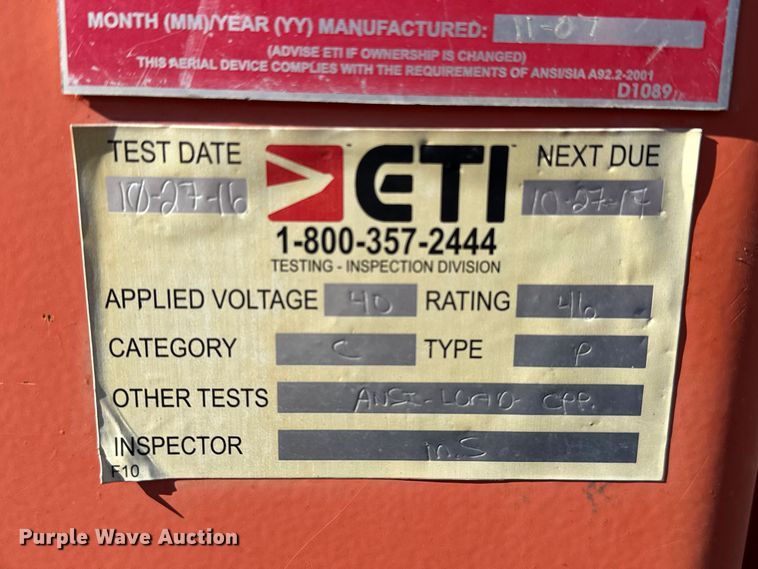 MONTH (MM)/YEAR (YY) MANUFACTURED: 11-07
(ADVISE ETI IF OWNERSHIP IS CHANGED)
THIS AERIAL DEVICE COMPLIES WITH THE REQUIREMENTS OF ANSI/SIA A92.2-2001
D1089
TEST DATE ETI NEXT DUE
10-27-16 10-27-17
1-800-357-2444
TESTING - INSPECTION DIVISION
APPLIED VOLTAGE 40 RATING 46
CATEGORY C TYPE P
OTHER TESTS ANSI-LOAD-CPP.
INSPECTOR m.S
F10
Purple Wave Auction